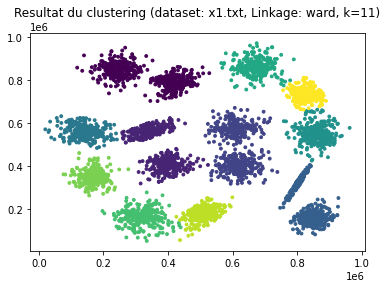 Resultat du clustering (dataset: x1.txt, Linkage: ward, k=11)
1e6
1.0
0.8
0.6
0.4
0.2
0.0 0.2 0.4 0.6 0.8 1.0
1e6